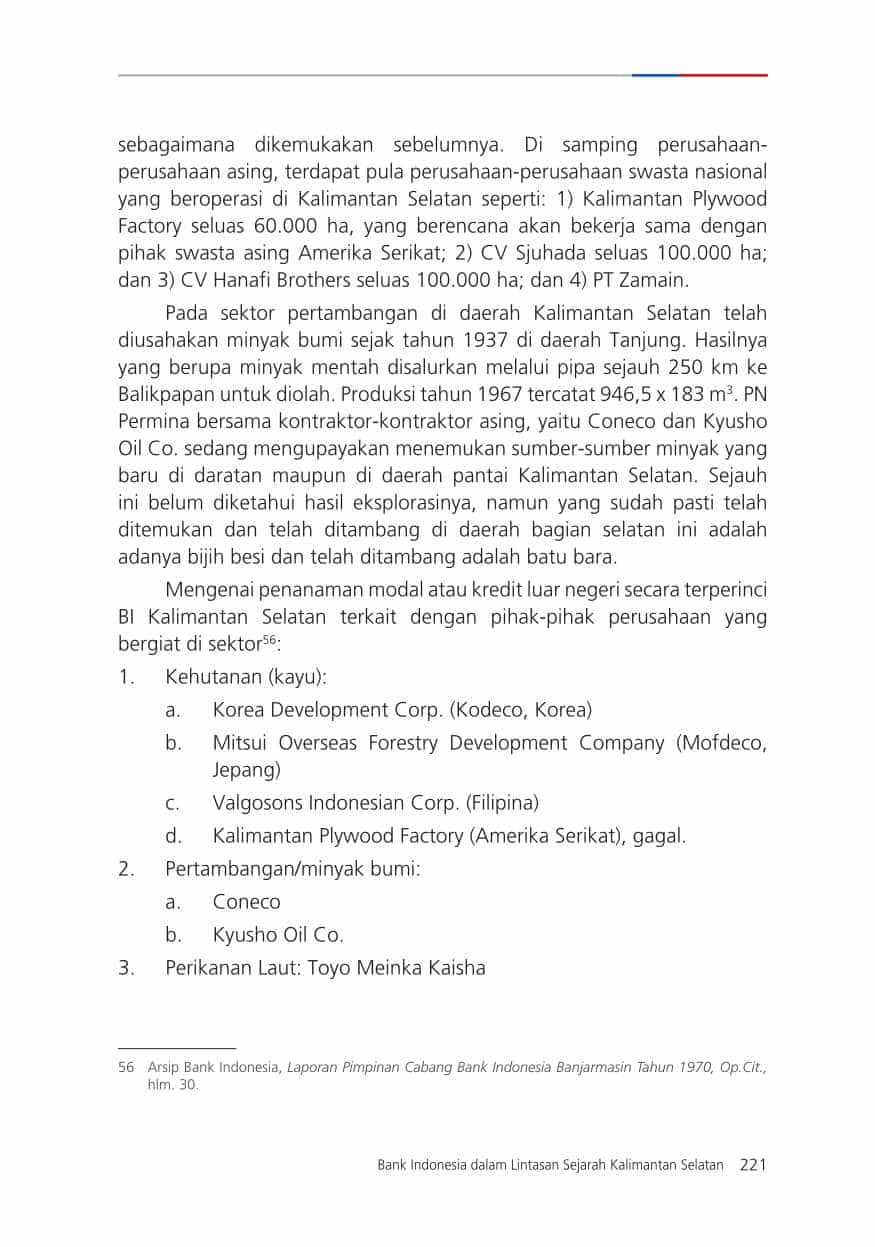 sebagaimana dikemukakan sebelumnya. Di samping perusahaan-
perusahaan asing, terdapat pula perusahaan-perusahaan swasta nasional
yang beroperasi di Kalimantan Selatan seperti: 1) Kalimantan Plywood
Factory seluas 60.000 ha, yang berencana akan bekerja sama dengan
pihak swasta asing Amerika Serikat; 2) CV Sjuhada seluas 100.000 ha;
dan 3) CV Hanafi Brothers seluas 100.000 ha; dan 4) PT Zamain.
Pada sektor pertambangan di daerah Kalimantan Selatan telah
diusahakan minyak bumi sejak tahun 1937 di daerah Tanjung. Hasilnya
yang berupa minyak mentah disalurkan melalui pipa sejauh 250 km ke
Balikpapan untuk diolah. Produksi tahun 1967 tercatat 946,5 x 183 m³. PN
Permina bersama kontraktor-kontraktor asing, yaitu Coneco dan Kyusho
Oil Co. sedang mengupayakan menemukan sumber-sumber minyak yang
baru di daratan maupun di daerah pantai Kalimantan Selatan. Sejauh
ini belum diketahui hasil eksplorasinya, namun yang sudah pasti telah
ditemukan dan telah ditambang di daerah bagian selatan ini adalah
adanya bijih besi dan telah ditambang adalah batu bara.
Mengenai penanaman modal atau kredit luar negeri secara terperinci
BI Kalimantan Selatan terkait dengan pihak-pihak perusahaan yang
bergiat di sektor⁵⁶:
1. Kehutanan (kayu):
a. Korea Development Corp. (Kodeco, Korea)
b. Mitsui Overseas Forestry Development Company (Mofdeco,
Jepang)
c. Valgosons Indonesian Corp. (Filipina)
d. Kalimantan Plywood Factory (Amerika Serikat), gagal.
2. Pertambangan/minyak bumi:
a. Coneco
b. Kyusho Oil Co.
3. Perikanan Laut: Toyo Meinka Kaisha
56 Arsip Bank Indonesia, Laporan Pimpinan Cabang Bank Indonesia Banjarmasin Tahun 1970, Op.Cit.,
hlm. 30.
Bank Indonesia dalam Lintasan Sejarah Kalimantan Selatan 221